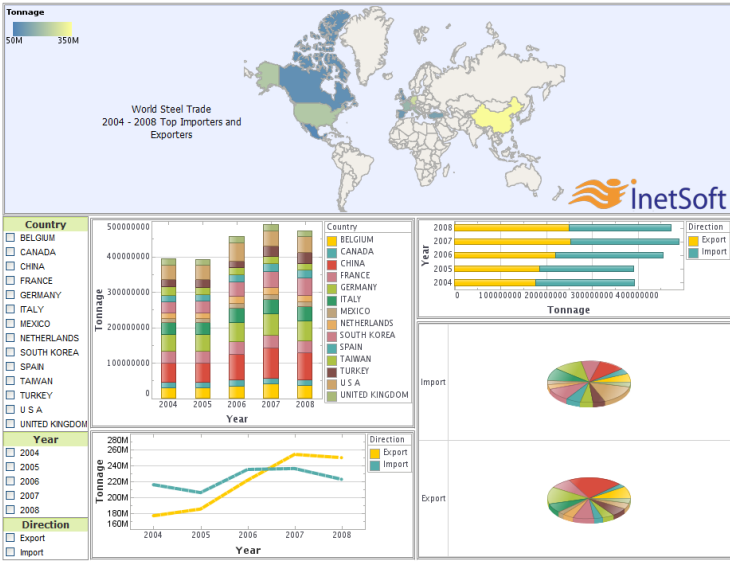 Tonnage
50M 350M
World Steel Trade
2004 - 2008 Top Importers and
Exporters
InetSoft
Country
BELGIUM
CANADA
CHINA
FRANCE
GERMANY
ITALY
MEXICO
NETHERLANDS
SOUTH KOREA
SPAIN
TAIWAN
TURKEY
U S A
UNITED KINGDOM
Year
2004
2005
2006
2007
2008
Direction
Export
Import
Tonnage
500000000
400000000
300000000
200000000
100000000
0
2004 2005 2006 2007 2008
Year
Country
BELGIUM
CANADA
CHINA
FRANCE
GERMANY
ITALY
MEXICO
NETHERLANDS
SOUTH KOREA
SPAIN
TAIWAN
TURKEY
U S A
UNITED KINGDOM
Tonnage
280M
260M
240M
220M
200M
180M
160M
2004 2005 2006 2007 2008
Year
Direction
Export
Import
Year
2008
2007
2006
2005
2004
0 100000000 200000000 300000000 400000000
Tonnage
Direction
Export
Import
Import
Export